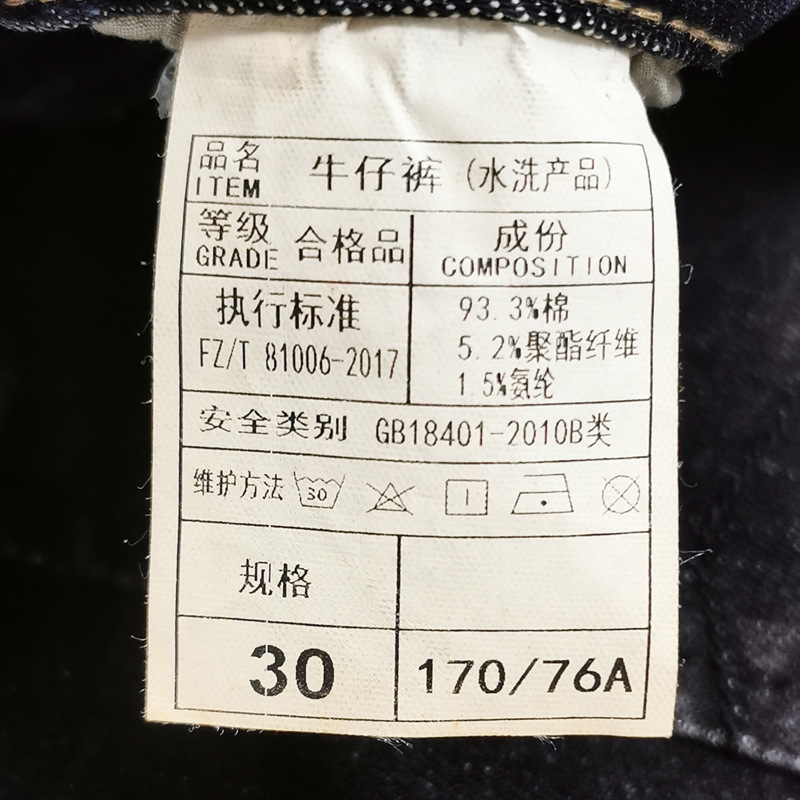 品名
ITEM
牛仔裤(水洗产品)
等级
GRADE
合格品
成份
COMPOSITION
执行标准
FZ/T 81006-2017
93.3%棉
5.2%聚酯纤维
1.5%氨纶
安全类别 GB18401-2010B类
维护方法 30
规格
30
170/76A